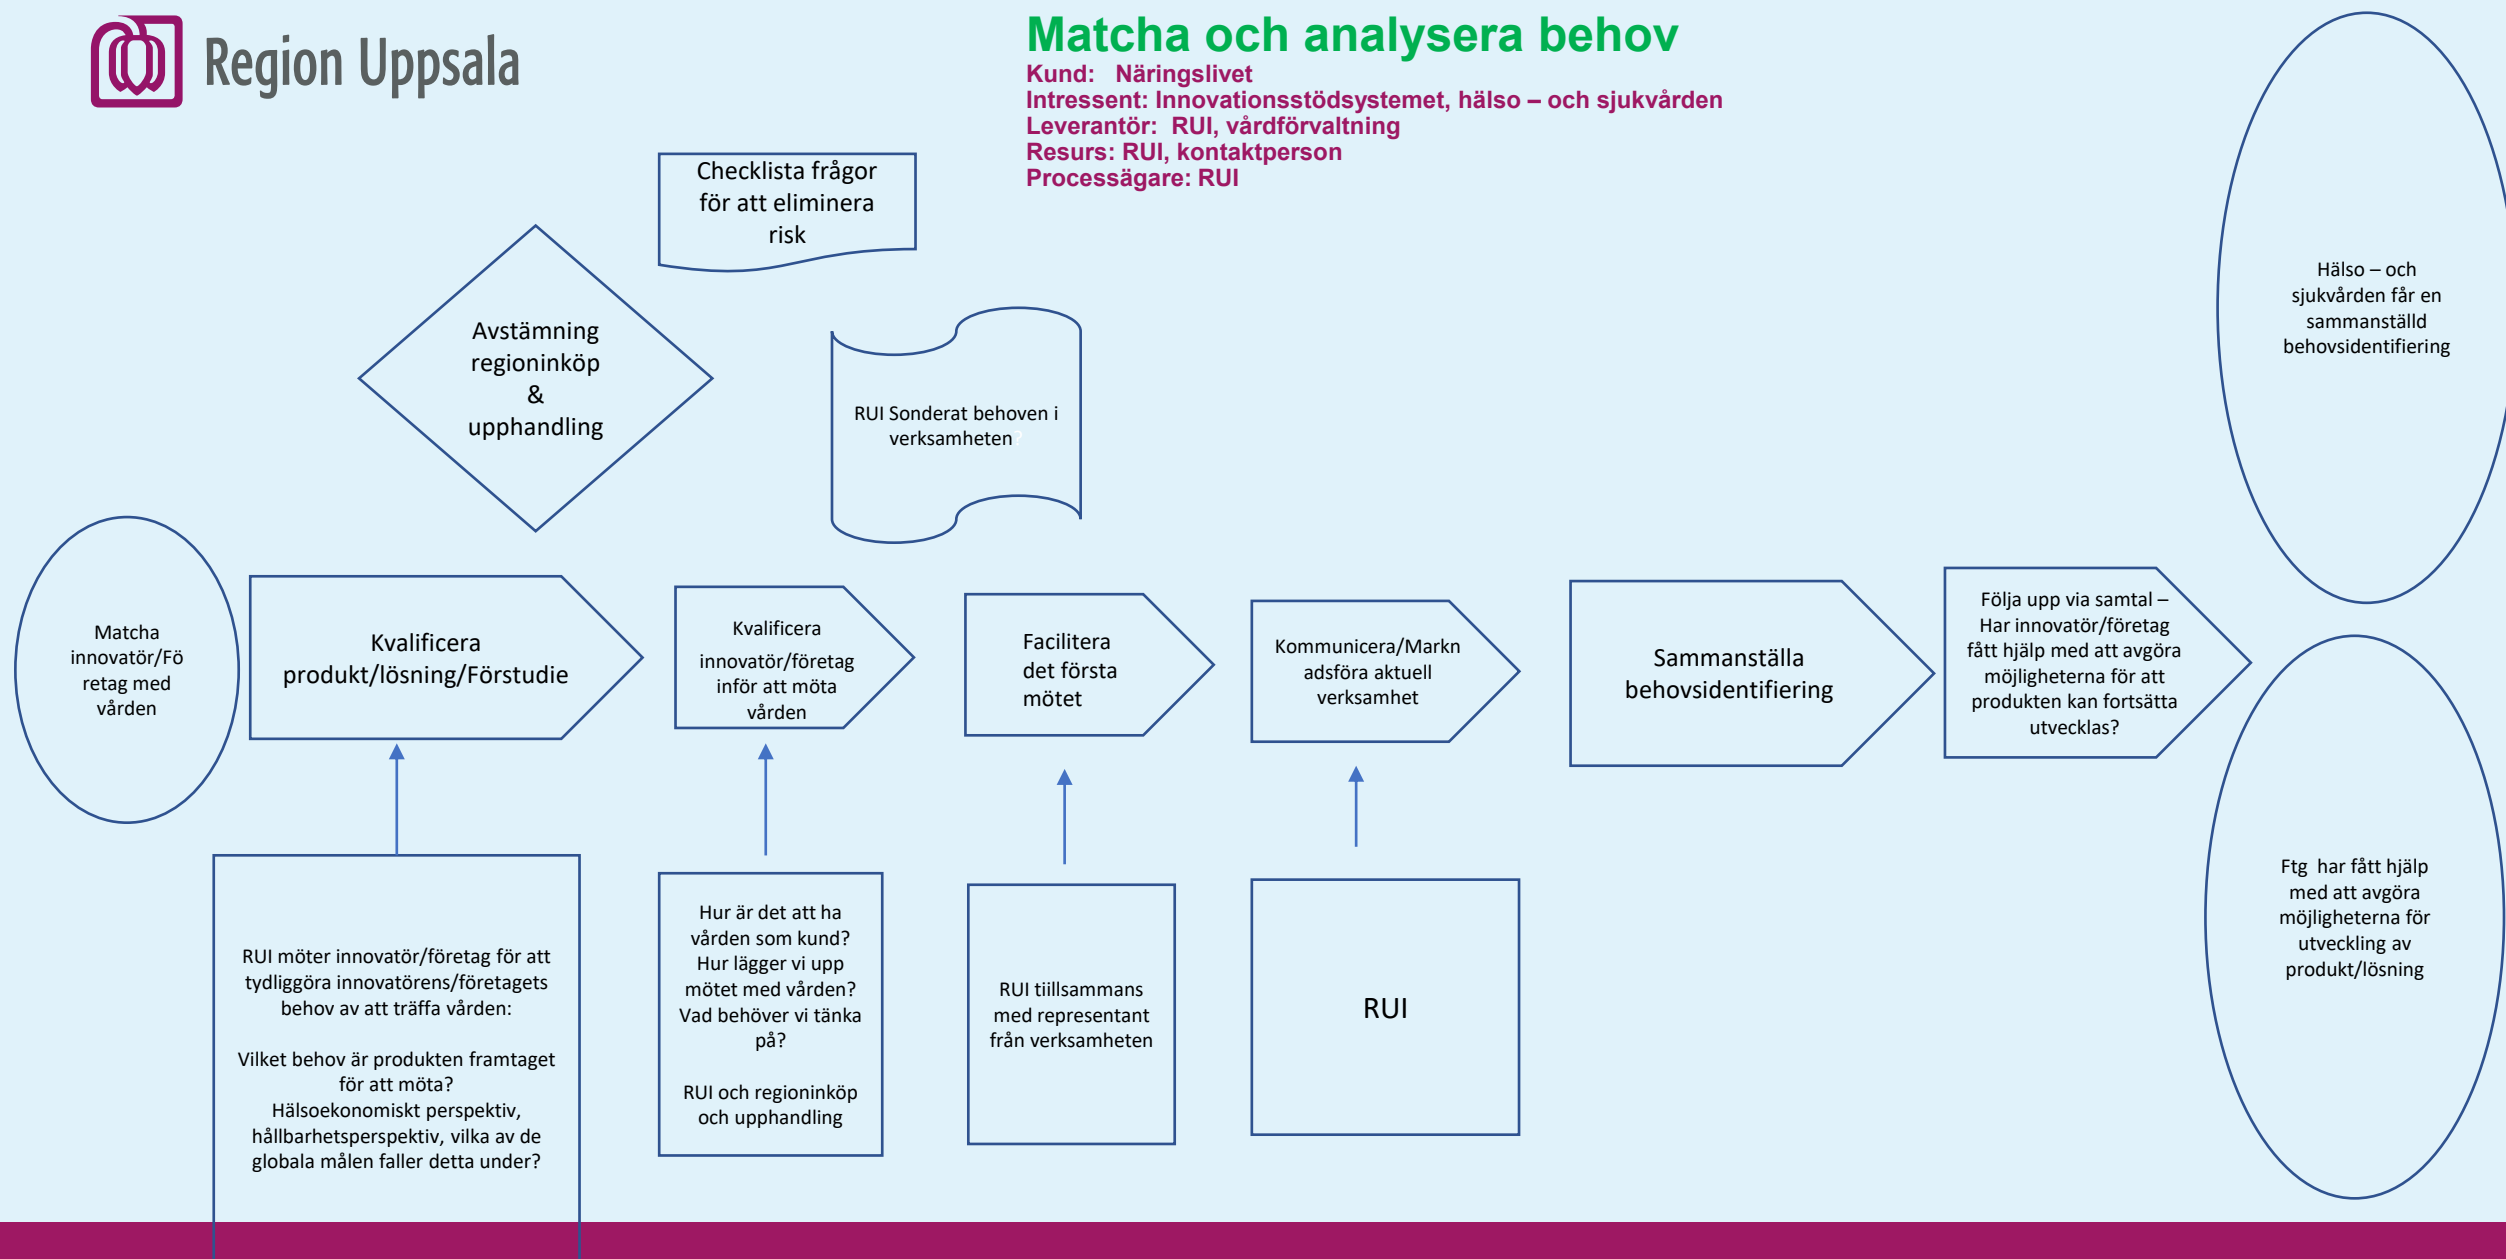 Region Uppsala
Matcha och analysera behov
Kund: Näringslivet
Intressent: Innovationsstödsystemet, hälso – och sjukvården
Leverantör: RUI, vårdförvaltning
Resurs: RUI, kontaktperson
Processägare: RUI
Checklista frågor
för att eliminera
risk
Avstämning
regioninköp
&
upphandling
RUI Sonderat behoven i
verksamheten?
Hälso – och
sjukvården får en
sammanställd
behovsidentifiering
Matcha
innovatör/Fö
retag med
vården
Kvalificera
produkt/lösning/Förstudie
Kvalificera
innovatör/företag
inför att möta
vården
Facilitera
det första
mötet
Kommunicera/Markn
adsföra aktuell
verksamhet
Sammanställa
behovsidentifiering
Följa upp via samtal –
Har innovatör/företag
fått hjälp med att avgöra
möjligheterna för att
produkten kan fortsätta
utvecklas?
RUI möter innovatör/företag för att
tydliggöra innovatörens/företagets
behov av att träffa vården:
Vilket behov är produkten framtaget
för att möta?
Hälsoekonomiskt perspektiv,
hållbarhetsperspektiv, vilka av de
globala målen faller detta under?
Hur är det att ha
vården som kund?
Hur lägger vi upp
mötet med vården?
Vad behöver vi tänka
på?
RUI och regioninköp
och upphandling
RUI tiillsammans
med representant
från verksamheten
RUI
Ftg har fått hjälp
med att avgöra
möjligheterna för
utveckling av
produkt/lösning